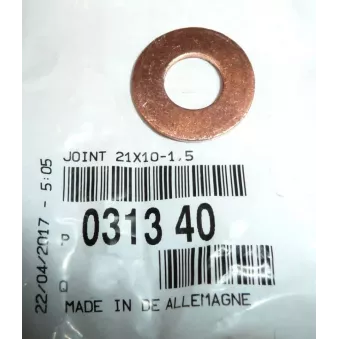 JOINT 21X10-1,5
P 0313 40
D
MADE IN DE ALLEMAGNE
22/04/2017 - 5:05